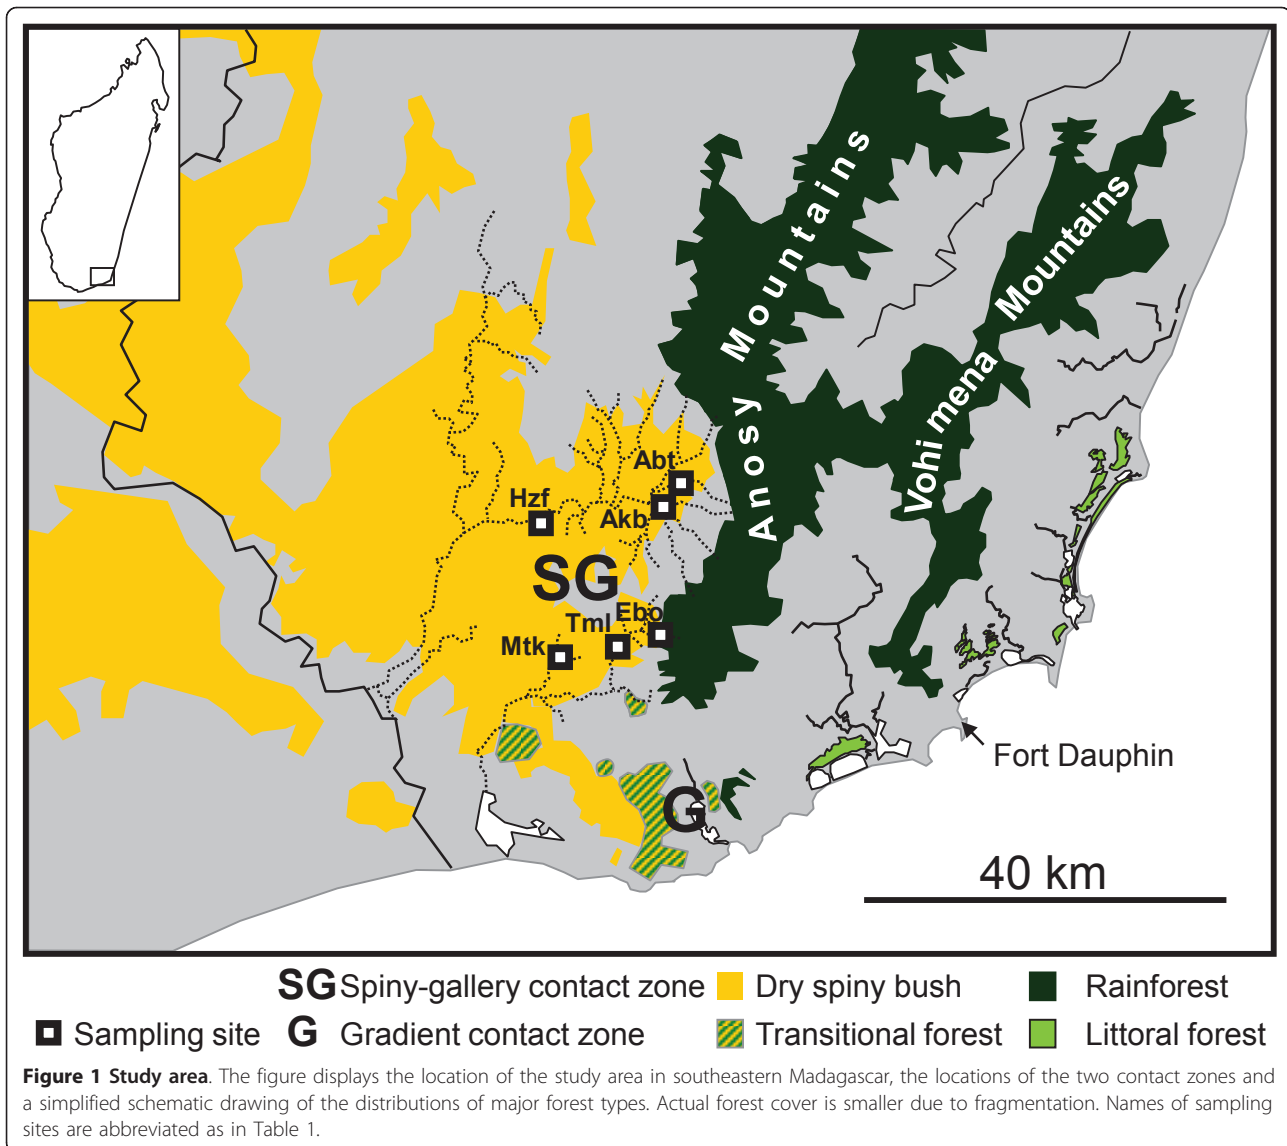 Anosy Mountains
Vohimena Mountains
Abt
Hzf
Akb
SG
Ebo
Tml
Mtk
Fort Dauphin
G
40 km
SG Spiny-gallery contact zone
Dry spiny bush
Rainforest
Sampling site
G Gradient contact zone
Transitional forest
Littoral forest
Figure 1 Study area. The figure displays the location of the study area in southeastern Madagascar, the locations of the two contact zones and
a simplified schematic drawing of the distributions of major forest types. Actual forest cover is smaller due to fragmentation. Names of sampling
sites are abbreviated as in Table 1.